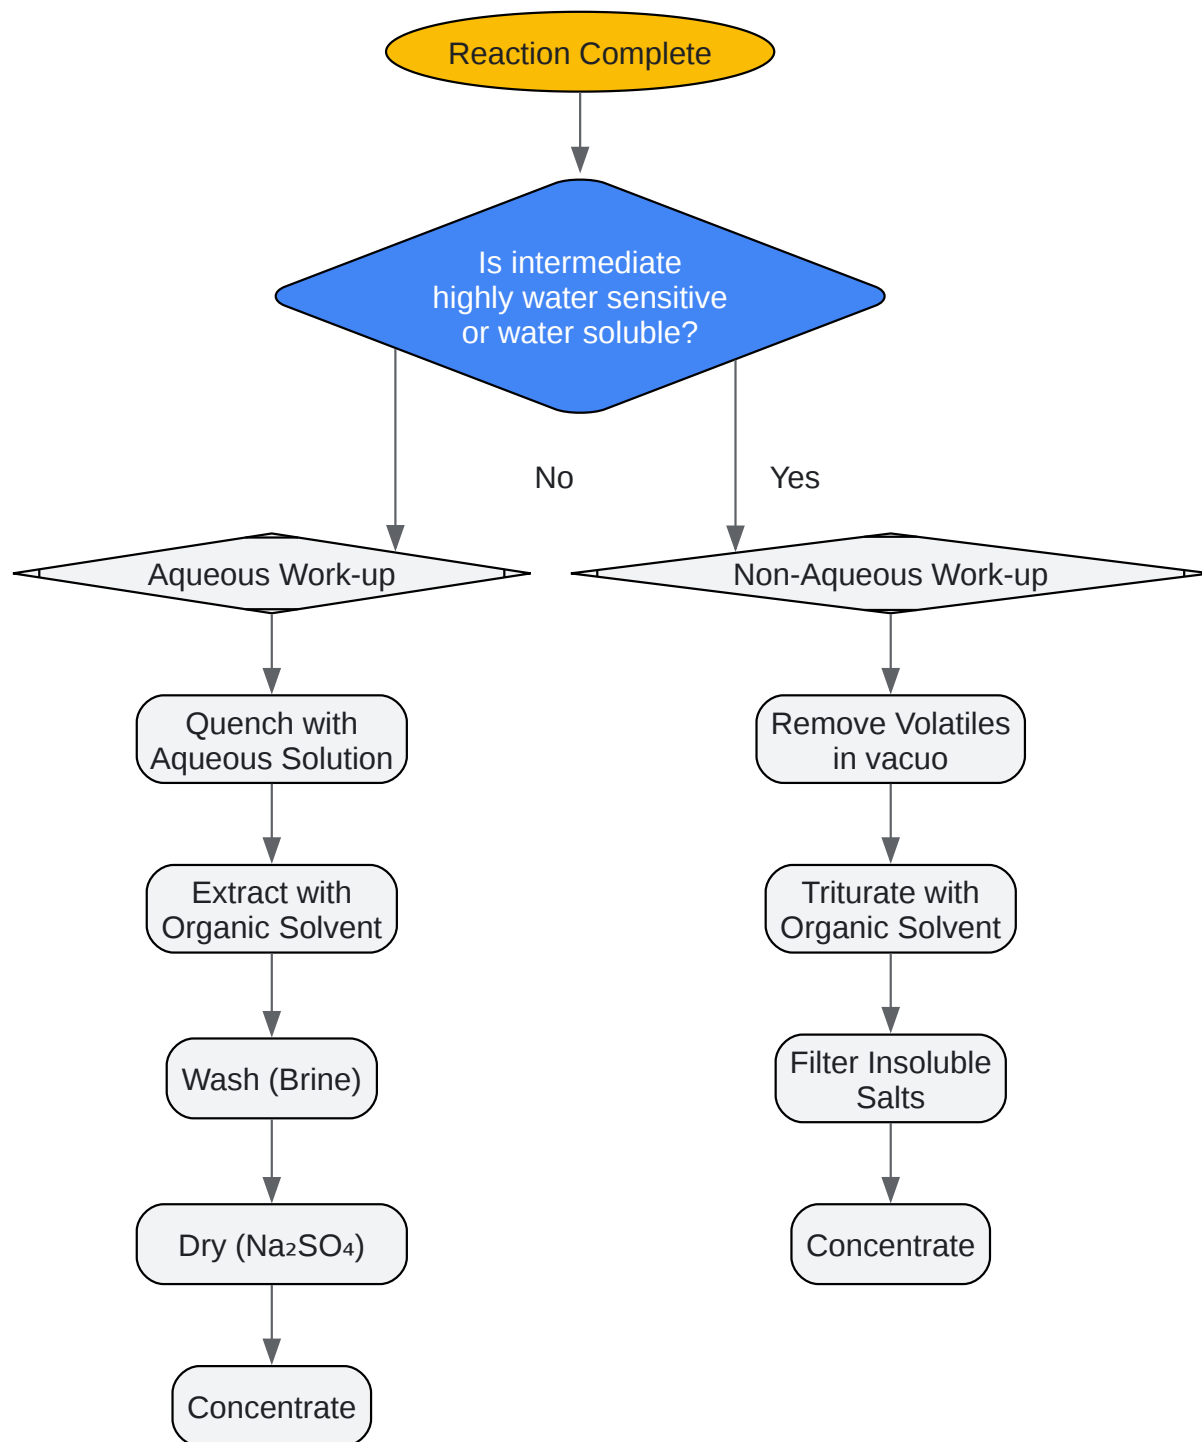 Reaction Complete
Is intermediate
highly water sensitive
or water soluble?
No
Yes
Aqueous Work-up
Non-Aqueous Work-up
Quench with
Aqueous Solution
Remove Volatiles
in vacuo
Extract with
Organic Solvent
Triturate with
Organic Solvent
Wash (Brine)
Filter Insoluble
Salts
Dry (Na₂SO₄)
Concentrate
Concentrate